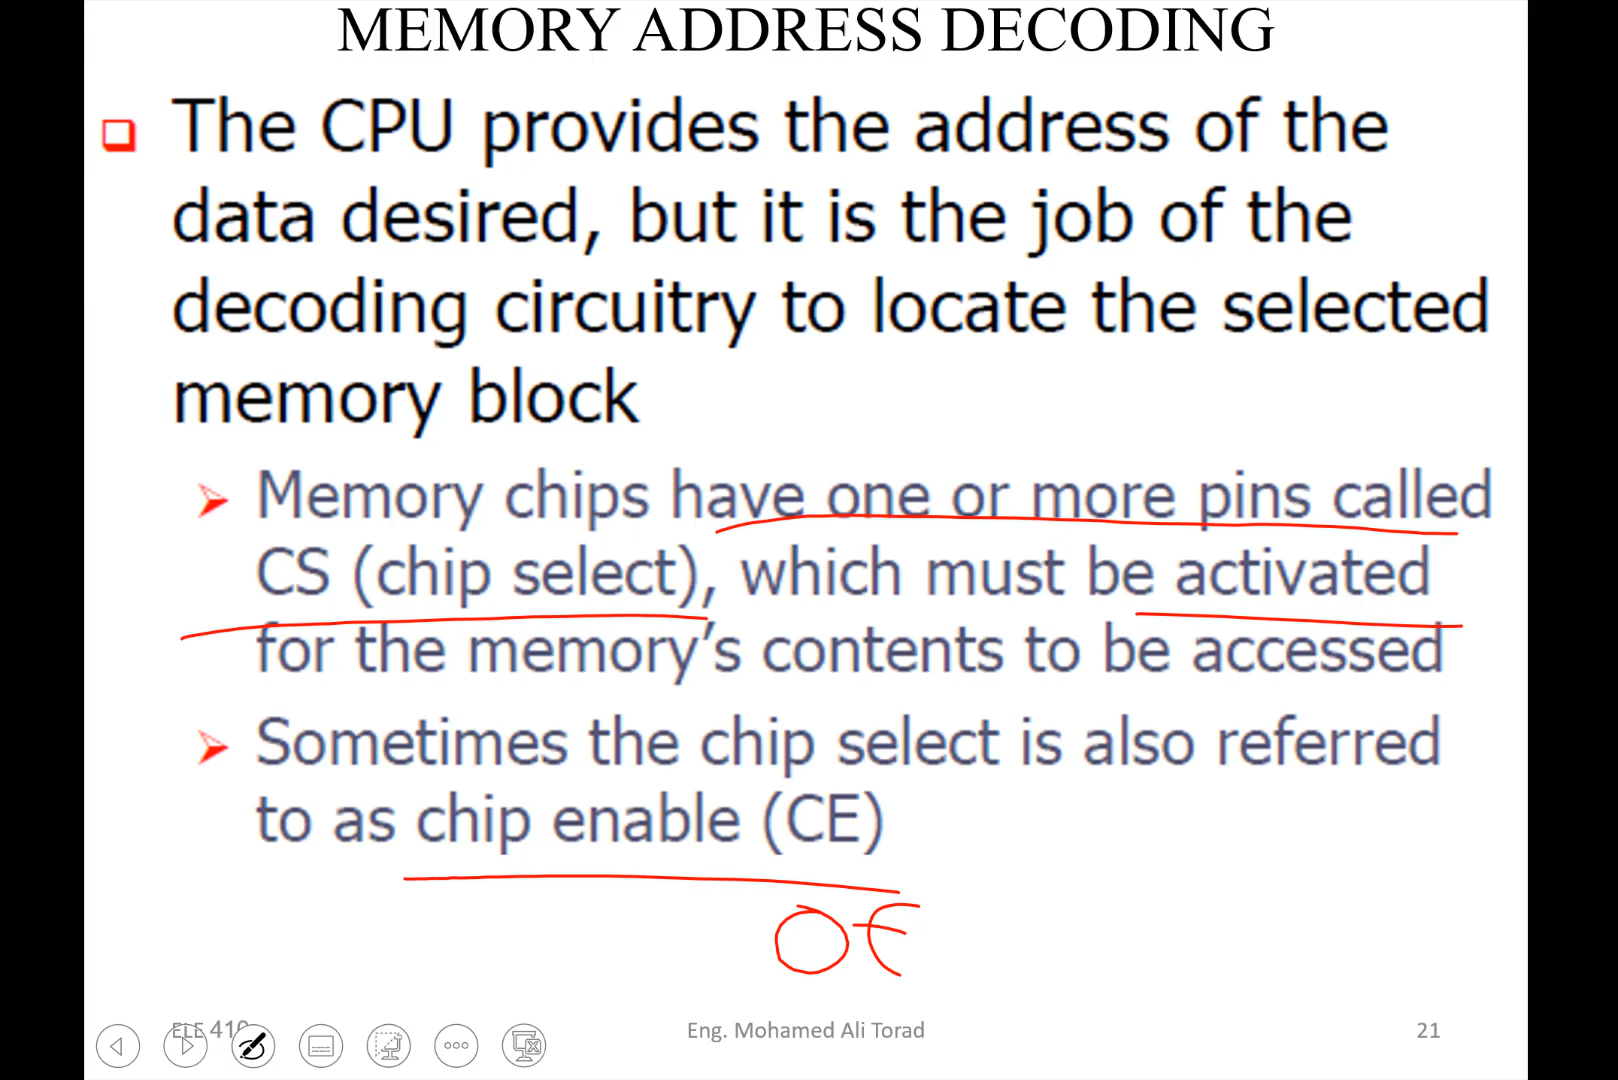 MEMORY ADDRESS DECODING
The CPU provides the address of the
data desired, but it is the job of the
decoding circuitry to locate the selected
memory block
Memory chips have one or more pins called
CS (chip select), which must be activated
for the memory's contents to be accessed
Sometimes the chip select is also referred
to as chip enable (CE)
OE
ELE 410
Eng. Mohamed Ali Torad
21